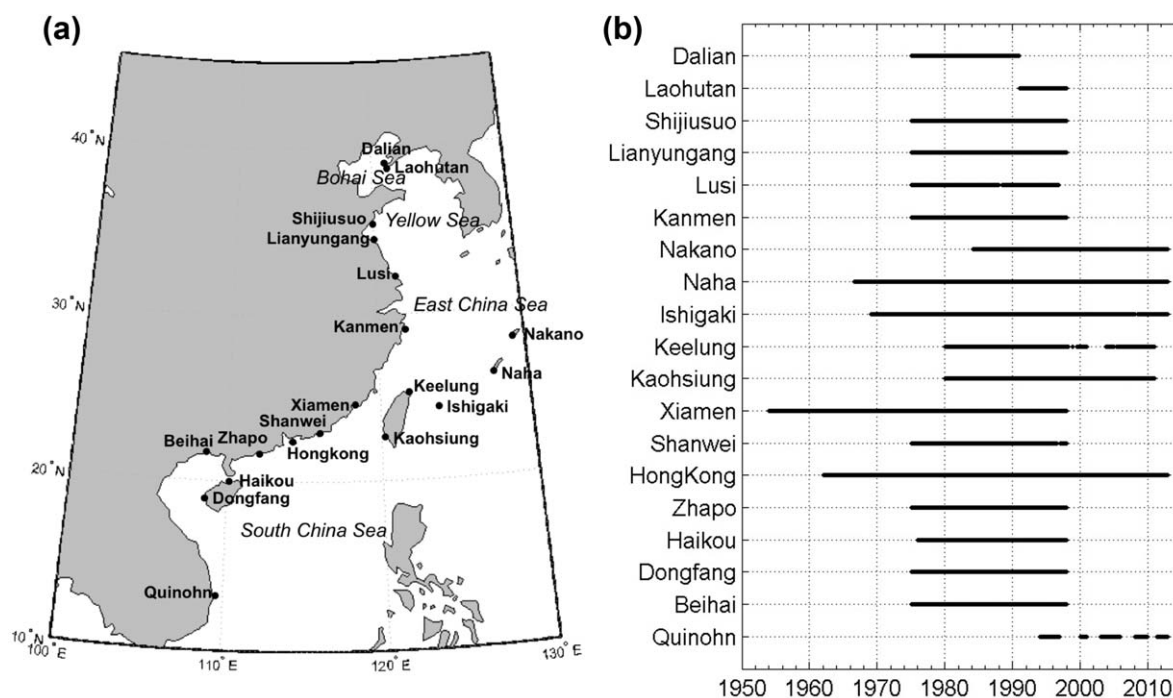 (a)
40°N
30°N
20°N
10°N
100°E
110°E
120°E
130°E
Dalian
Laohutan
Bohai Sea
Shijiusuo
Yellow Sea
Lianyungang
Lusi
East China Sea
Kanmen
Nakano
Naha
Keelung
Xiamen
Ishigaki
Shanwei
Beihai
Zhapo
Kaohsiung
Hongkong
Haikou
Dongfang
South China Sea
Quinohn
(b)
Dalian
Laohutan
Shijiusuo
Lianyungang
Lusi
Kanmen
Nakano
Naha
Ishigaki
Keelung
Kaohsiung
Xiamen
Shanwei
HongKong
Zhapo
Haikou
Dongfang
Beihai
Quinohn
1950 1960 1970 1980 1990 2000 2010